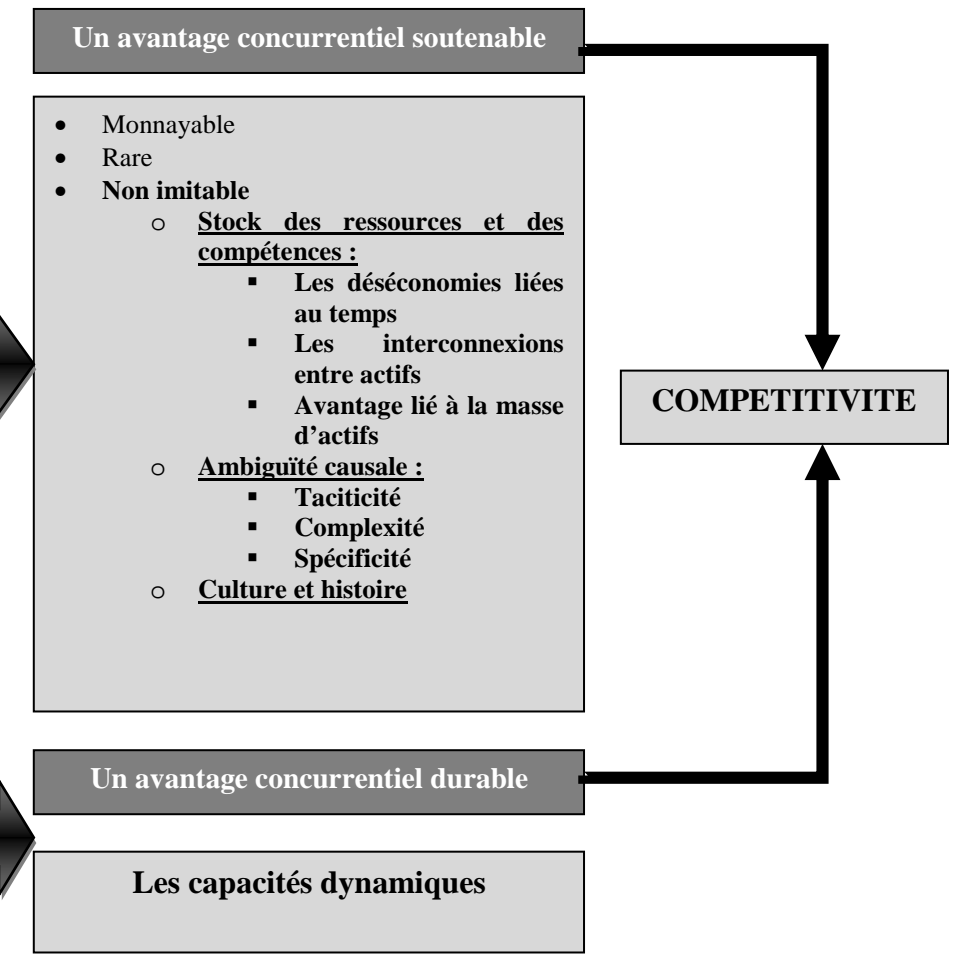 Un avantage concurrentiel soutenable
• Monnayable
• Rare
• Non imitable
o Stock des ressources et des
compétences :
▪ Les déséconomies liées
au temps
▪ Les interconnexions
entre actifs
▪ Avantage lié à la masse
d’actifs
o Ambiguïté causale :
▪ Taciticité
▪ Complexité
▪ Spécificité
o Culture et histoire
COMPETITIVITE
Un avantage concurrentiel durable
Les capacités dynamiques